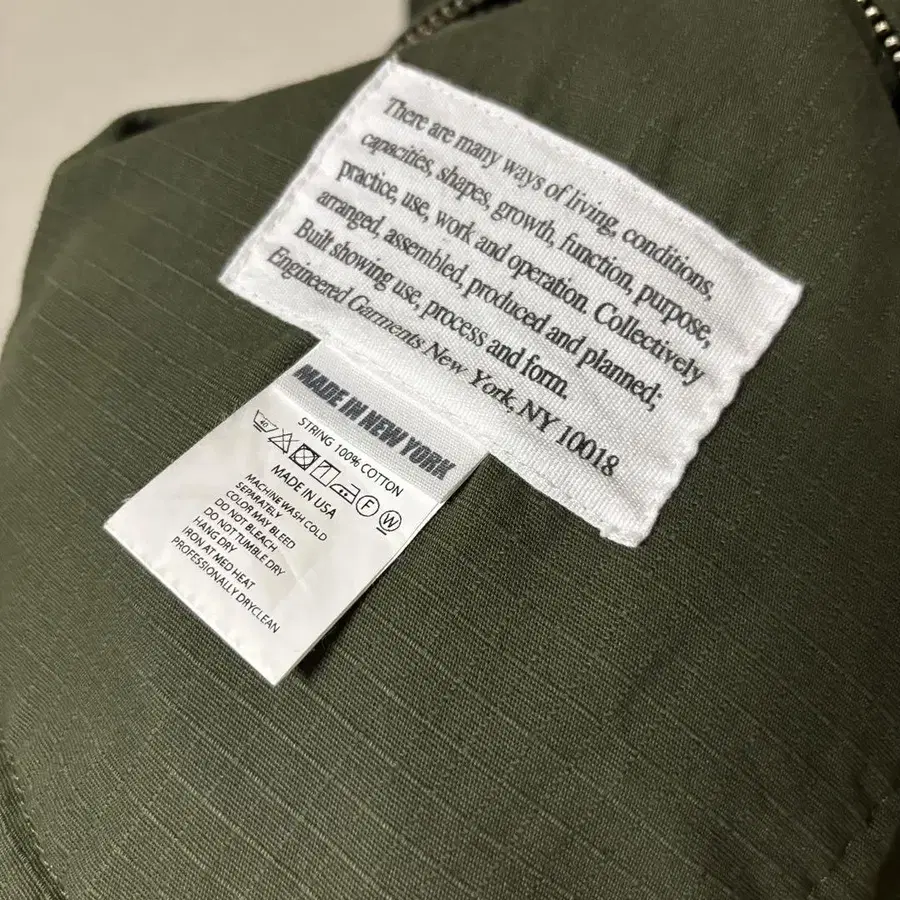 There are many ways of living, conditions,
capacities, shapes, growth, function, purpose,
practice, use, work and operation. Collectively
arranged, assembled, produced and planned;
Built showing use, process and form.
Engineered Garments New York, NY 10018
MADE IN NEW YORK
STRING 100% COTTON
40 F W
MADE IN USA
MACHINE WASH COLD
SEPARATELY
COLOR MAY BLEED
DO NOT BLEACH
DO NOT TUMBLE DRY
HANG DRY
IRON AT MED HEAT
PROFESSIONALLY DRYCLEAN